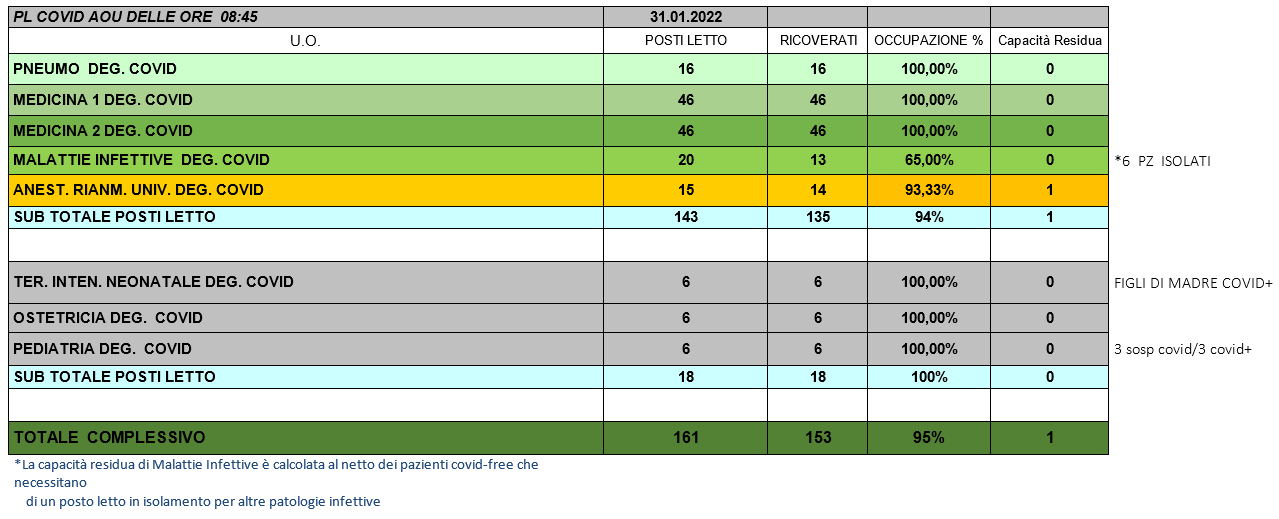 PL COVID AOU DELLE ORE 08:45 31.01.2022
U.O. POSTI LETTO RICOVERATI OCCUPAZIONE % Capacità Residua
PNEUMO DEG. COVID 16 16 100,00% 0
MEDICINA 1 DEG. COVID 46 46 100,00% 0
MEDICINA 2 DEG. COVID 46 46 100,00% 0
MALATTIE INFETTIVE DEG. COVID 20 13 65,00% 0 *6 PZ ISOLATI
ANEST. RIANM. UNIV. DEG. COVID 15 14 93,33% 1
SUB TOTALE POSTI LETTO 143 135 94% 1
TER. INTEN. NEONATALE DEG. COVID 6 6 100,00% 0 FIGLI DI MADRE COVID+
OSTETRICIA DEG. COVID 6 6 100,00% 0
PEDIATRIA DEG. COVID 6 6 100,00% 0 3 sosp covid/3 covid+
SUB TOTALE POSTI LETTO 18 18 100% 0
TOTALE COMPLESSIVO 161 153 95% 1
*La capacità residua di Malattie Infettive è calcolata al netto dei pazienti covid-free che
necessitano
di un posto letto in isolamento per altre patologie infettive